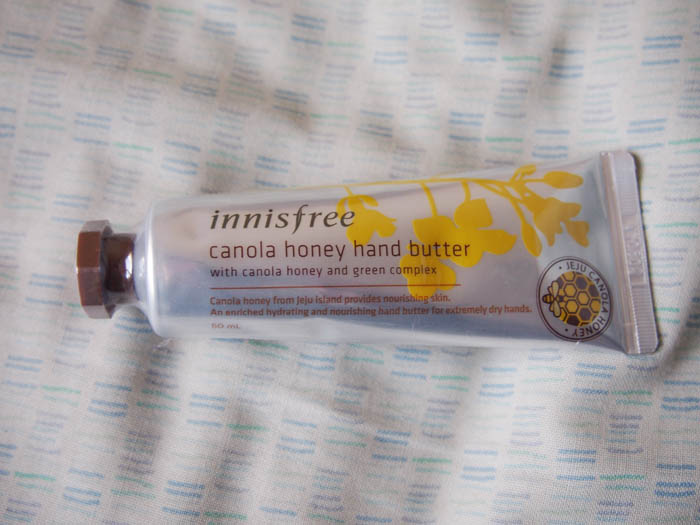 innisfree
canola honey hand butter
with canola honey and green complex
Canola honey from Jeju island provides nourishing skin.
An enriched hydrating and nourishing hand butter for extremely dry hands.
50 mL
• JEJU CANOLA HONEY •